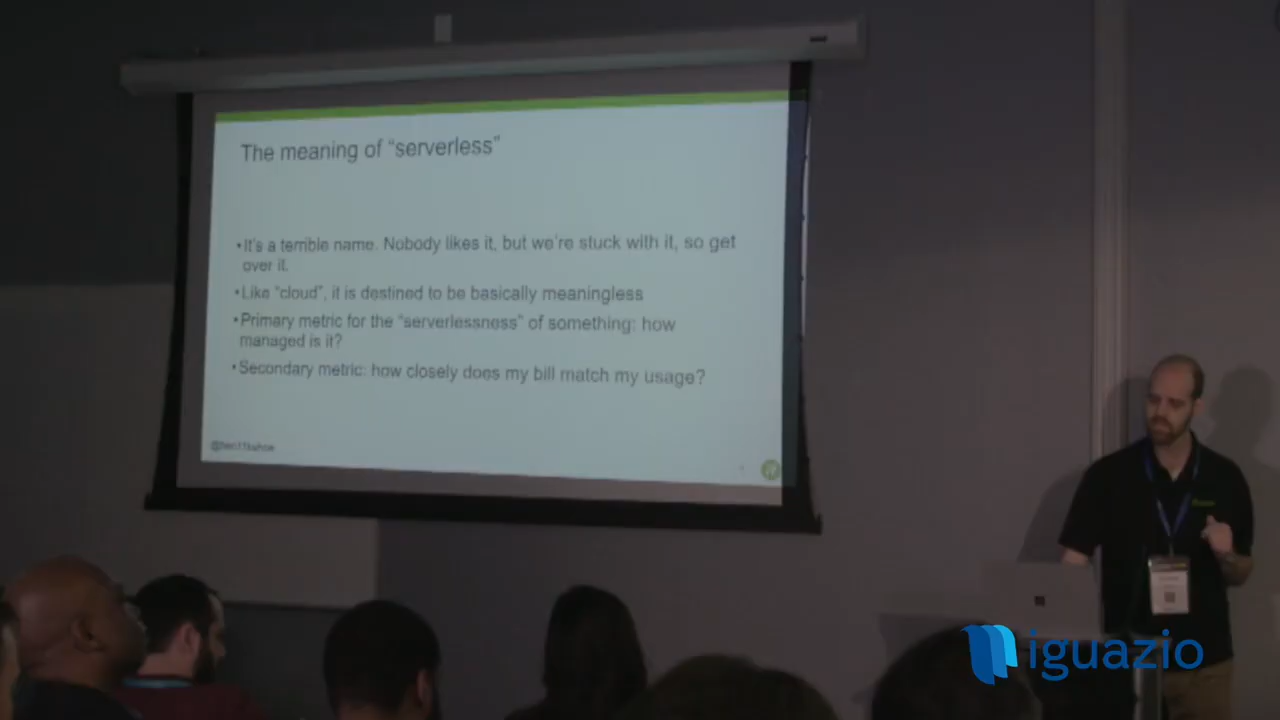 The meaning of “serverless”
•It's a terrible name. Nobody likes it, but we're stuck with it, so get
over it.
•Like “cloud”, it is destined to be basically meaningless
•Primary metric for the “serverlessness” of something: how
managed is it?
•Secondary metric: how closely does my bill match my usage?
iguazio